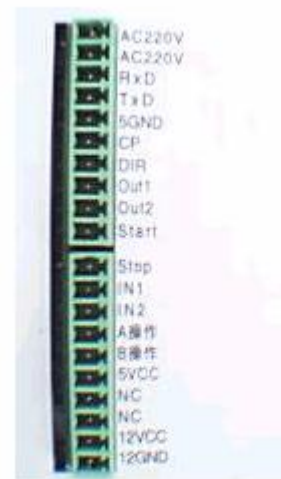 AC220V
AC220V
RxD
TxD
5GND
CP
DIR
Out1
Out2
Start
Stop
IN1
IN2
A操作
B操作
5VCC
NC
NC
12VCC
12GND